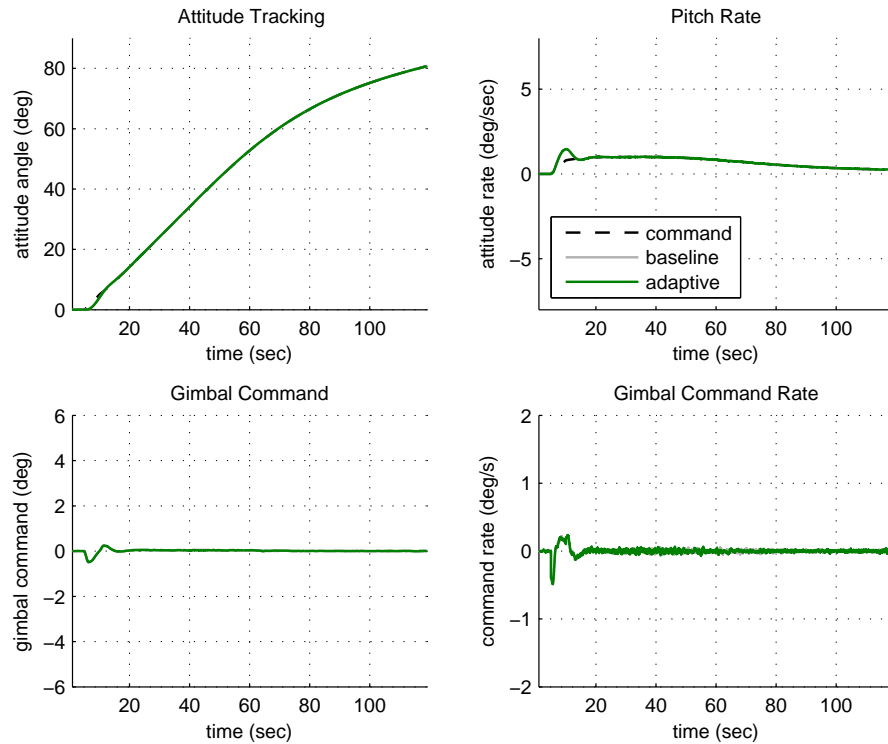 Attitude Tracking
attitude angle (deg)
80
60
40
20
0
20 40 60 80 100
time (sec)
Pitch Rate
attitude rate (deg/sec)
5
0
−5
command
baseline
adaptive
20 40 60 80 100
time (sec)
Gimbal Command
gimbal command (deg)
6
4
2
0
−2
−4
−6
20 40 60 80 100
time (sec)
Gimbal Command Rate
command rate (deg/s)
2
1
0
−1
−2
20 40 60 80 100
time (sec)